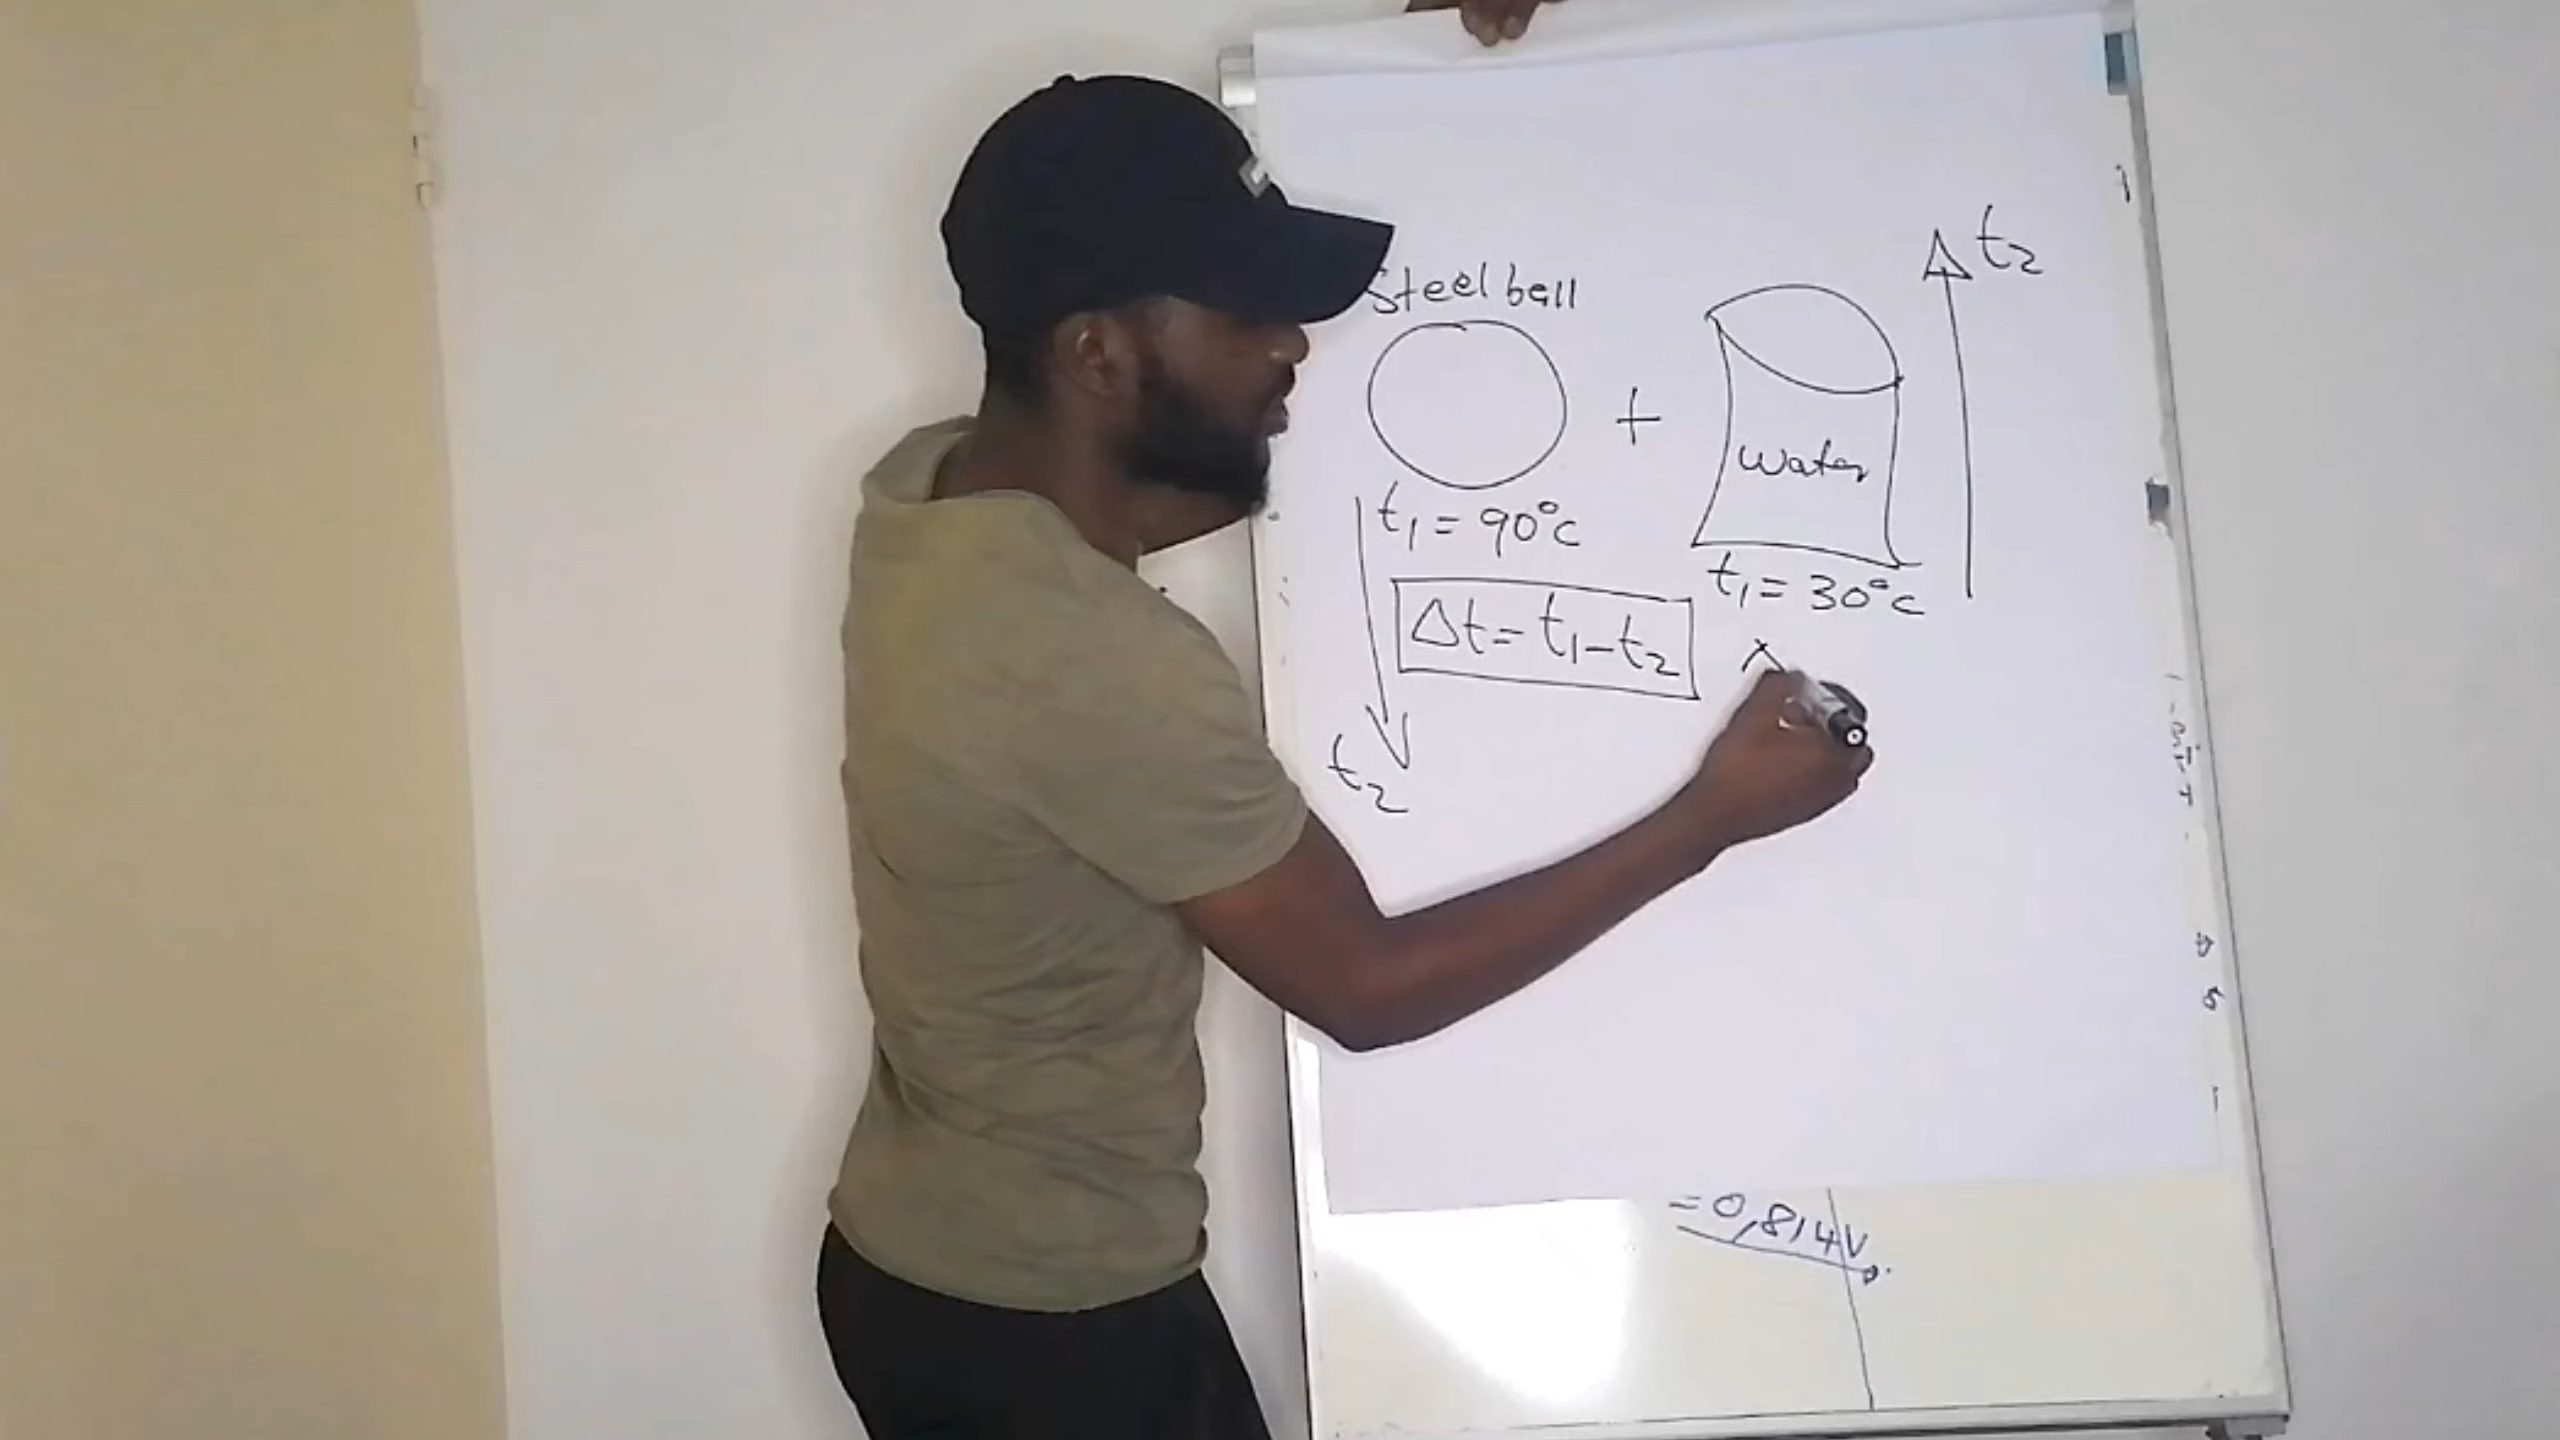 Steel ball
t₂
+
water
t₁ = 90°C
t₁ = 30°C
Δt = t₁ - t₂
t₂
= 0,814V